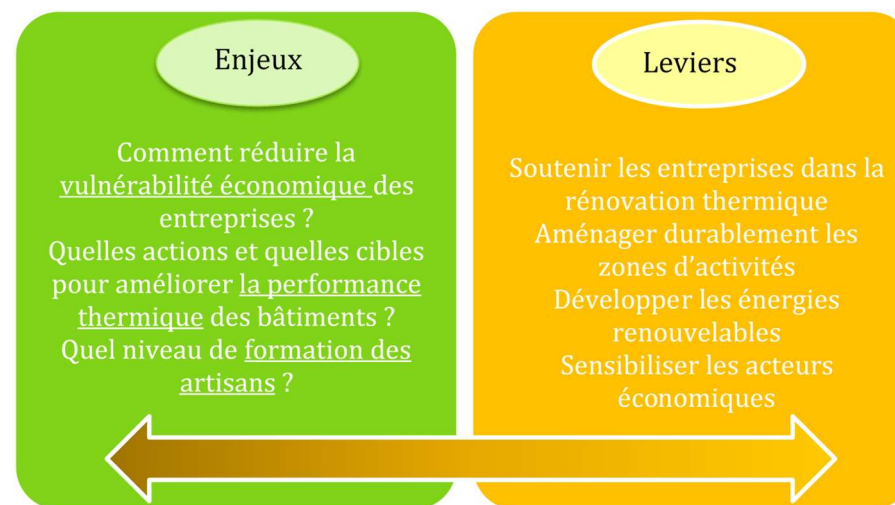 Enjeux
Comment réduire la
vulnérabilité économique des
entreprises ?
Quelles actions et quelles cibles
pour améliorer la performance
thermique des bâtiments ?
Quel niveau de formation des
artisans ?
Leviers
Soutenir les entreprises dans la
rénovation thermique
Aménager durablement les
zones d’activités
Développer les énergies
renouvelables
Sensibiliser les acteurs
économiques